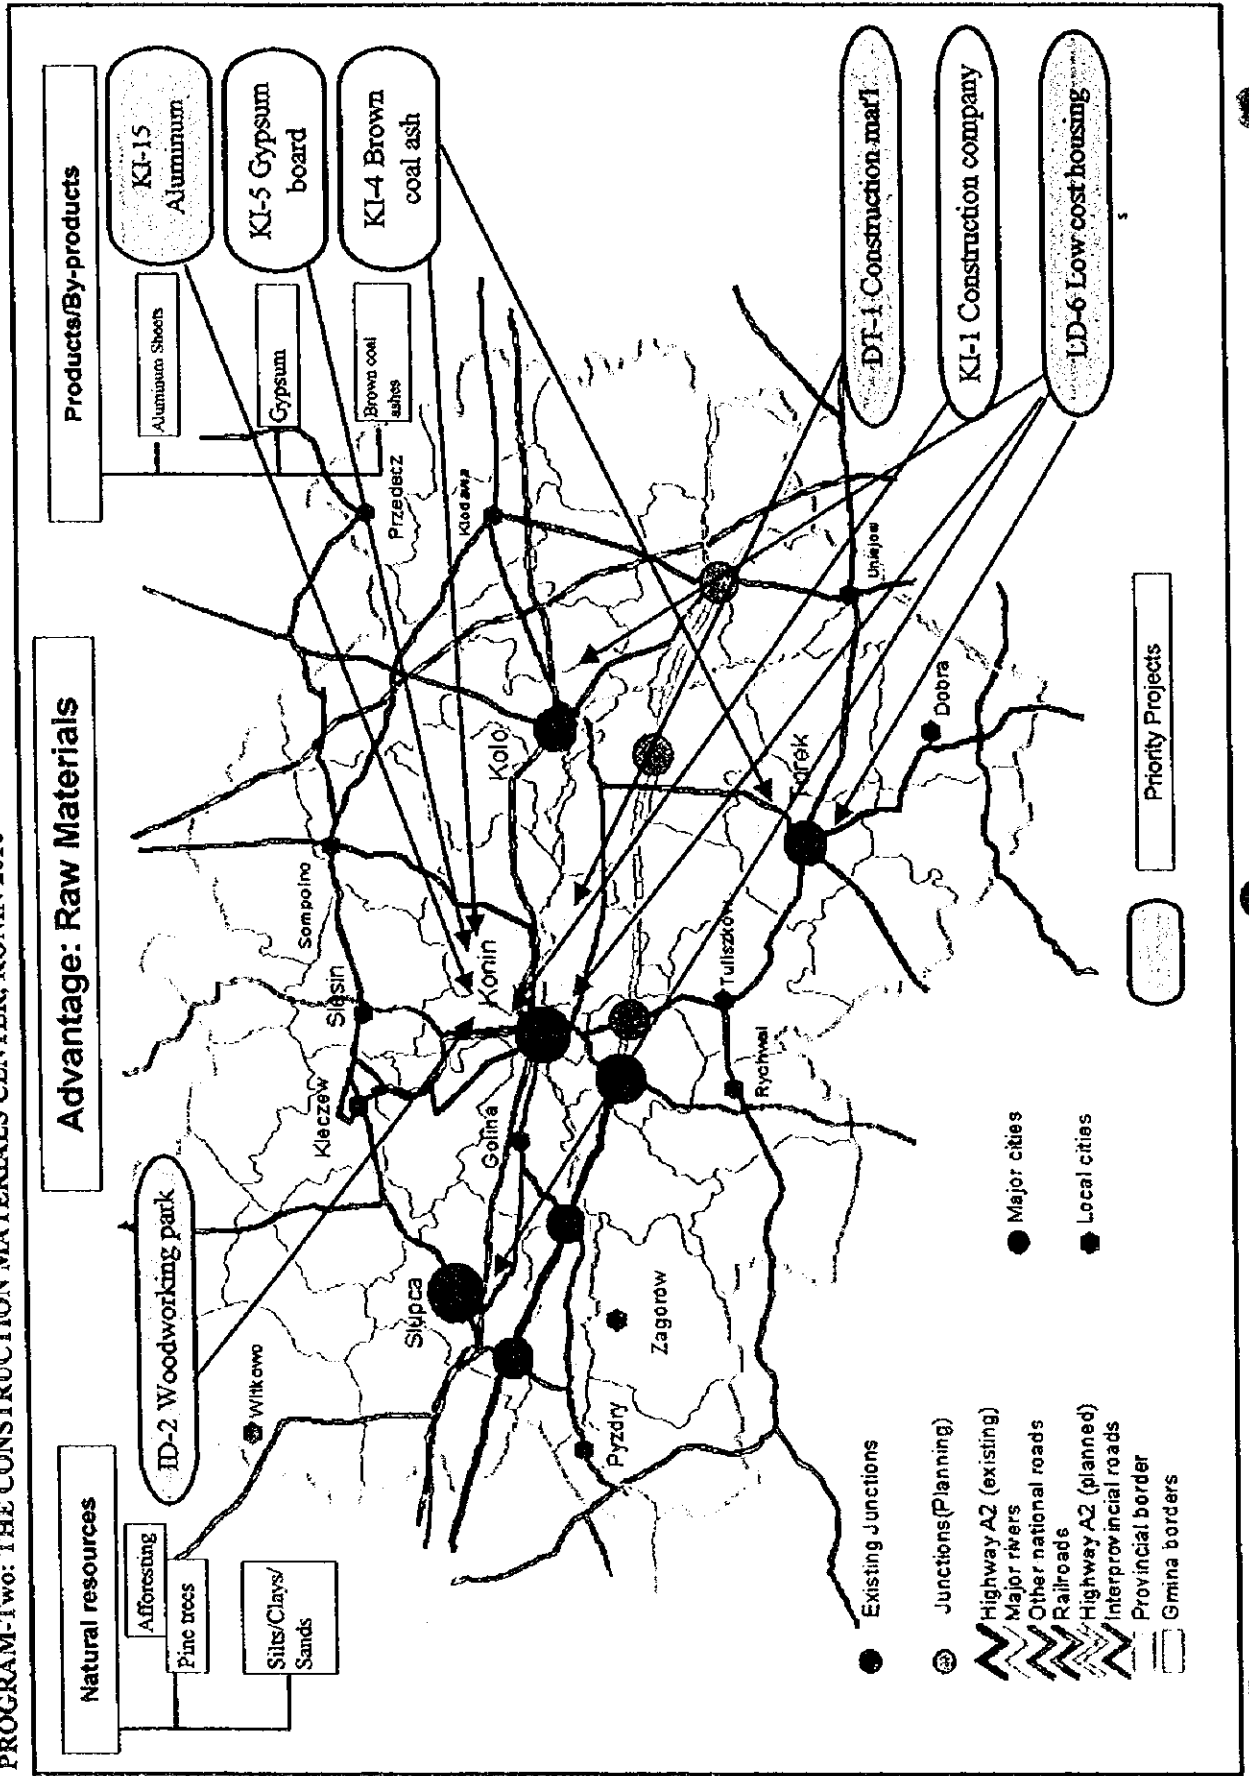 PROGRAM-Two: THE CONSTRUCTION MATERIALS CENTER,
Advantage: Raw Materials
Natural resources
Afforesting
Pine trees
Silts/Clays/
Sands
ID-2 Woodworking park
Products/By-products
Aluminum Sheets
Gypsum
Brown coal
ashes
KI-15
Aluminum
KI-5 Gypsum
board
KI-4 Brown
coal ash
Witkowo
Kleczew
Slesin
Sompolno
Przedecz
Klodawa
Slupca
Golina
Konin
Kolo
Pyzdry
Zagorow
Rychwal
Tuliszkow
Turek
Uniejow
Dobra
DT-1 Construction mar'l
KI-1 Construction company
LD-6 Low cost housing
s
Existing Junctions
Junctions(Planning)
Highway A2 (existing)
Major rivers
Other national roads
Railroads
Highway A2 (planned)
Interprovincial roads
Provincial border
Gmina borders
Major cities
Local cities
Priority Projects